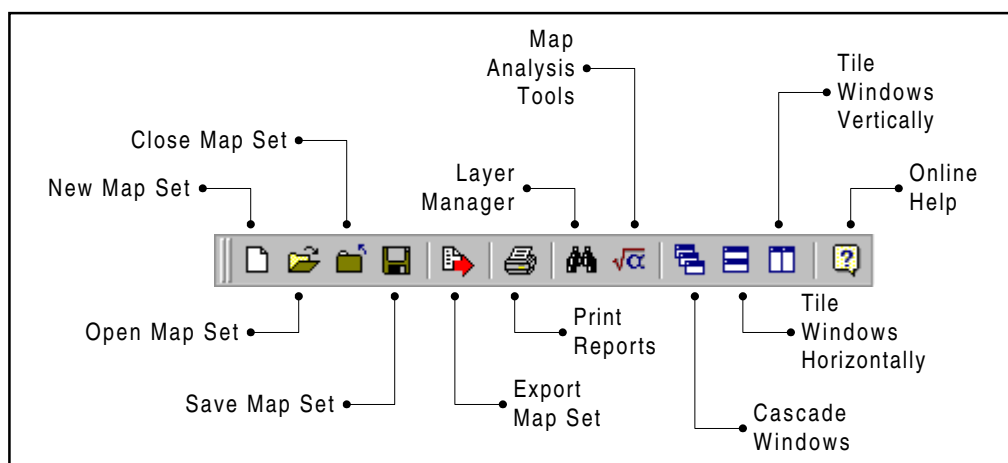 Map
Analysis
Tools
Tile
Windows
Vertically
Close Map Set
New Map Set
Layer
Manager
Online
Help
√α
?
Open Map Set
Print
Reports
Tile
Windows
Horizontally
Save Map Set
Export
Map Set
Cascade
Windows